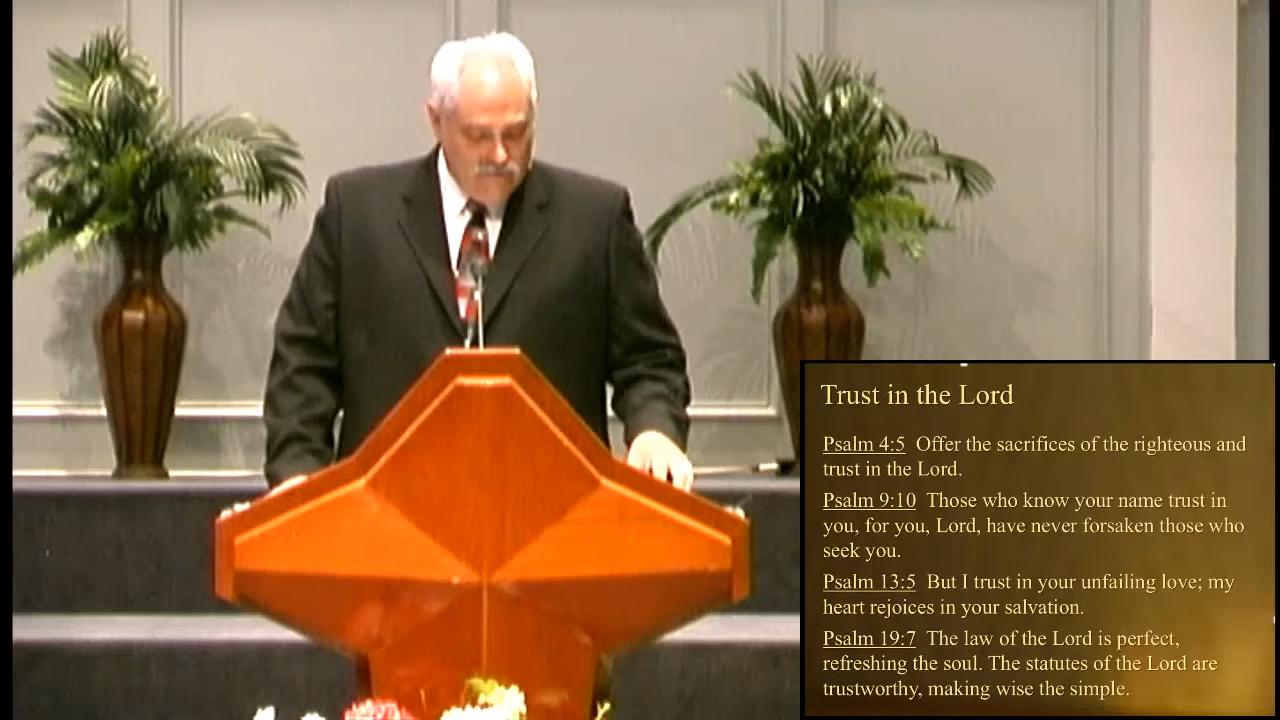 Trust in the Lord
Psalm 4:5 Offer the sacrifices of the righteous and
trust in the Lord.
Psalm 9:10 Those who know your name trust in
you, for you, Lord, have never forsaken those who
seek you.
Psalm 13:5 But I trust in your unfailing love; my
heart rejoices in your salvation.
Psalm 19:7 The law of the Lord is perfect,
refreshing the soul. The statutes of the Lord are
trustworthy, making wise the simple.